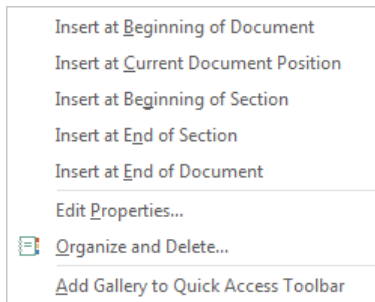 Insert at Beginning of Document
Insert at Current Document Position
Insert at Beginning of Section
Insert at End of Section
Insert at End of Document
Edit Properties...
Organize and Delete...
Add Gallery to Quick Access Toolbar